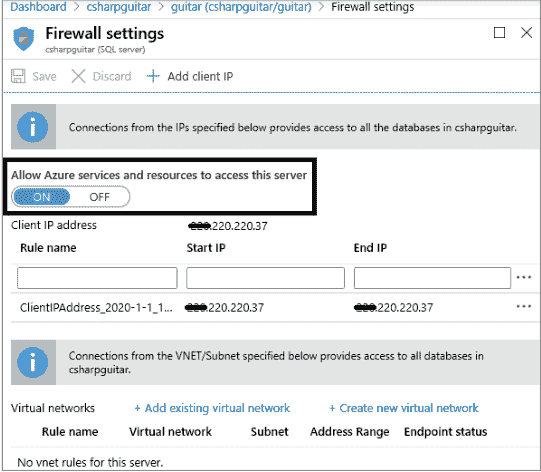 Dashboard > csharpguitar > guitar (csharpguitar/guitar) > Firewall settings
Firewall settings
csharpguitar (SQL server)
Save Discard + Add client IP
Connections from the IPs specified below provides access to all the databases in csharpguitar.
Allow Azure services and resources to access this server
ON OFF
Client IP address .220.220.37
Rule name Start IP End IP
ClientIPAddress_2020-1-1_1... .220.220.37 .220.220.37 ...
Connections from the VNET/Subnet specified below provides access to all databases in
csharpguitar.
Virtual networks + Add existing virtual network + Create new virtual network
Rule name Virtual network Subnet Address Range Endpoint status
No vnet rules for this server.